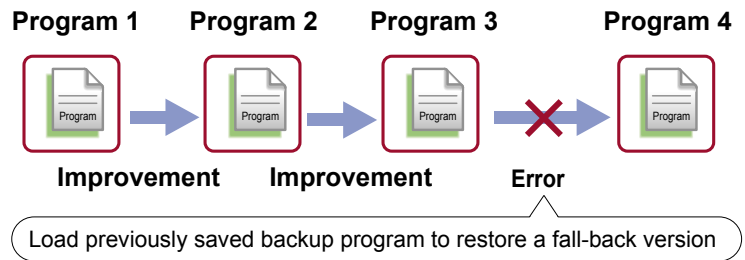 Program 1 Program 2 Program 3 Program 4
Program Program Program Program
Improvement Improvement Error
Load previously saved backup program to restore a fall-back version